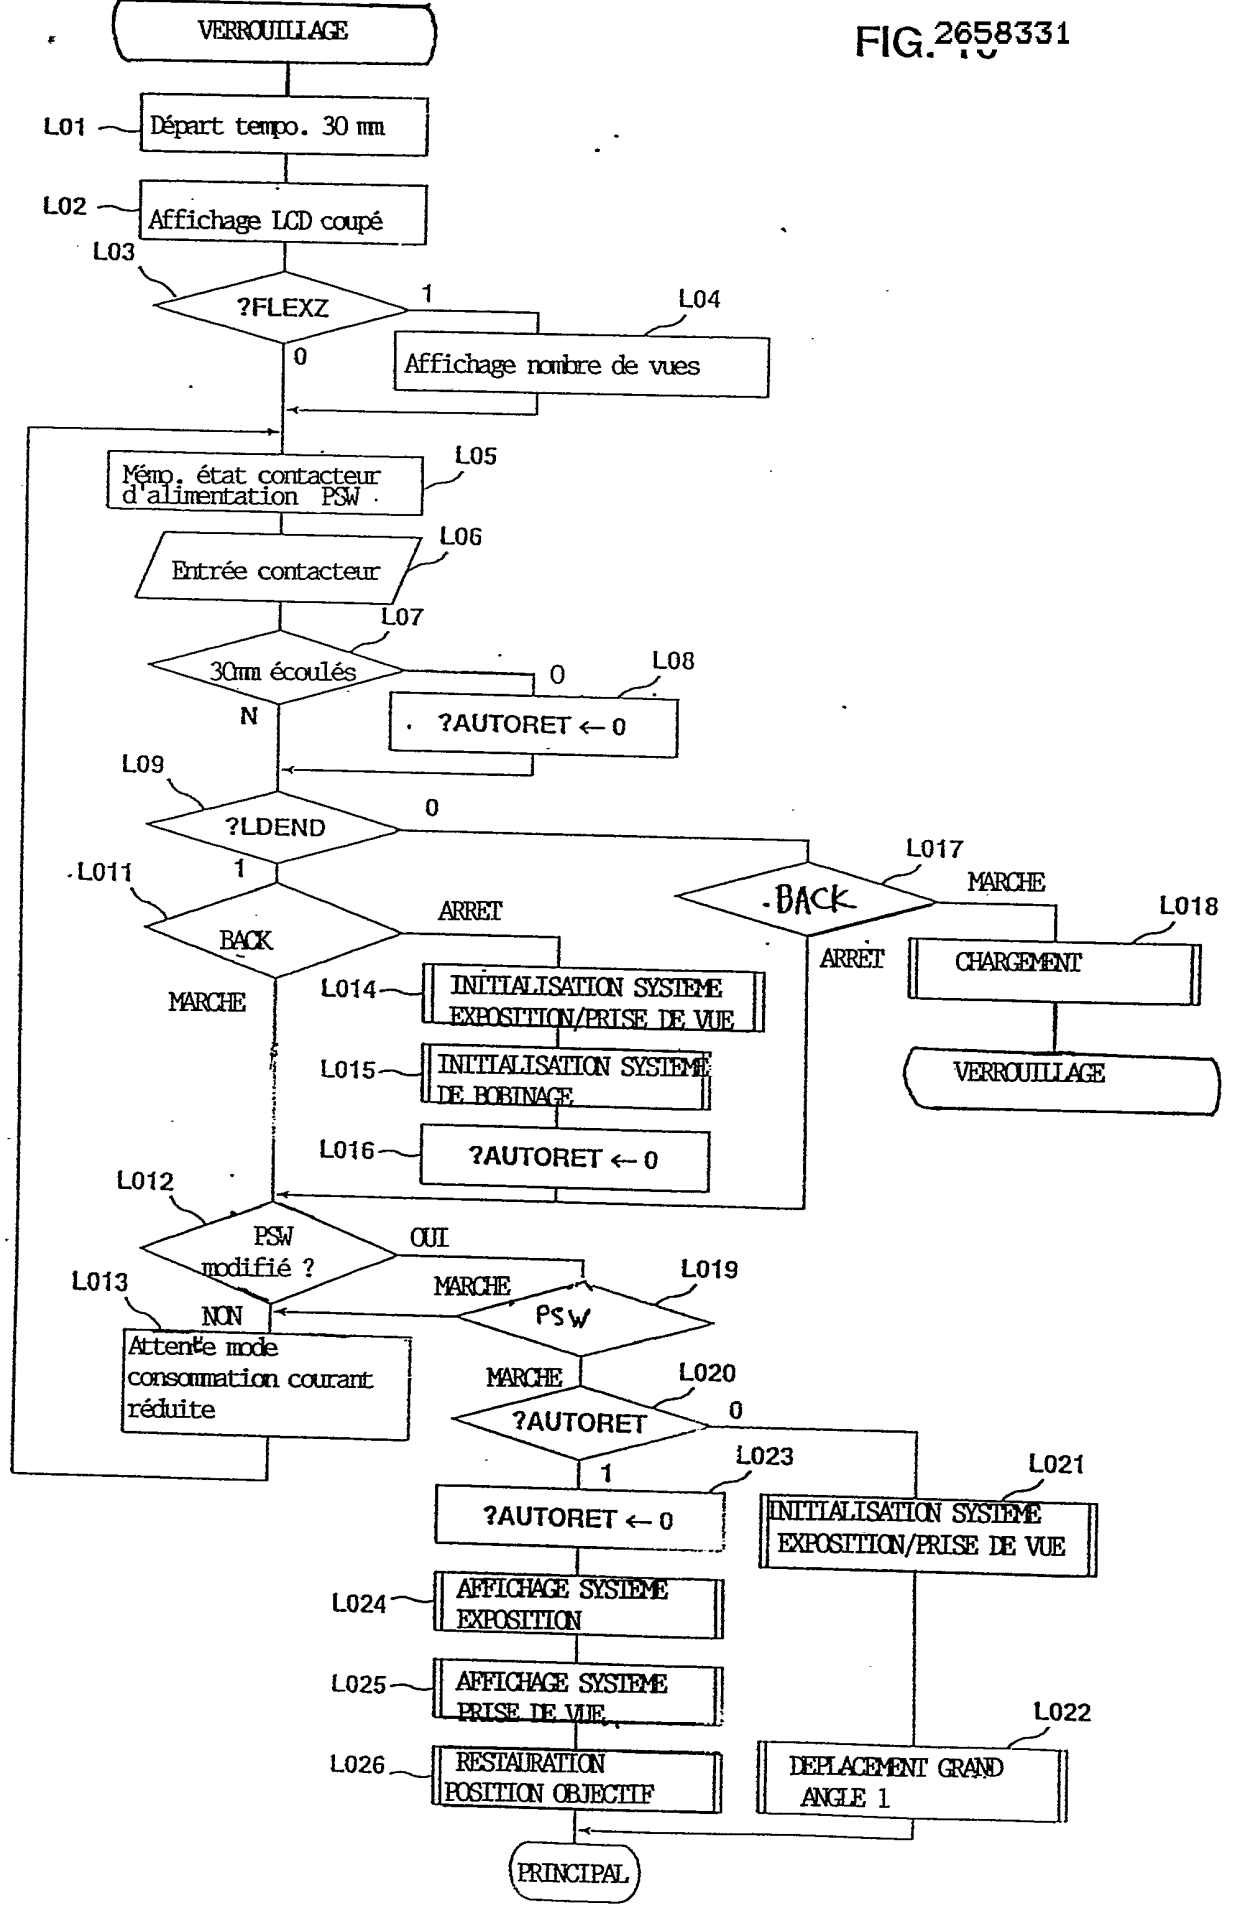 VERROUILLAGE
FIG. 10
2658331
L01
Départ tempo. 30 mm
L02
Affichage LCD coupé
L03
?FLEXZ
1
L04
0
Affichage nombre de vues
L05
Mémo. état contacteur
d'alimentation PSW
L06
Entrée contacteur
L07
30mm écoulés
O
L08
N
?AUTORET ← 0
L09
?LDEND
0
1
L011
BACK
ARRET
MARCHE
L017
BACK
MARCHE
ARRET
L018
CHARGEMENT
VERROUILLAGE
L014
INITIALISATION SYSTEME
EXPOSITION/PRISE DE VUE
L015
INITIALISATION SYSTEME
DE BOBINAGE
L016
?AUTORET ← 0
L012
PSW
modifié ?
OUI
NON
L013
Attente mode
consommation courant
réduite
MARCHE
L019
PSW
MARCHE
L020
?AUTORET
0
1
L023
?AUTORET ← 0
L021
INITIALISATION SYSTEME
EXPOSITION/PRISE DE VUE
L024
AFFICHAGE SYSTEME
EXPOSITION
L025
AFFICHAGE SYSTEME
PRISE DE VUE
L022
DEPLACEMENT GRAND
ANGLE 1
L026
RESTAURATION
POSITION OBJECTIF
PRINCIPAL